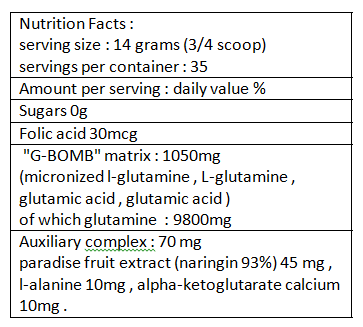 Nutrition Facts :
serving size : 14 grams (3/4 scoop)
servings per container : 35
Amount per serving : daily value %
Sugars 0g
Folic acid 30mcg
"G-BOMB" matrix : 1050mg
(micronized l-glutamine , L-glutamine ,
glutamic acid , glutamic acid )
of which glutamine : 9800mg
Auxiliary complex : 70 mg
paradise fruit extract (naringin 93%) 45 mg ,
l-alanine 10mg , alpha-ketoglutarate calcium
10mg .